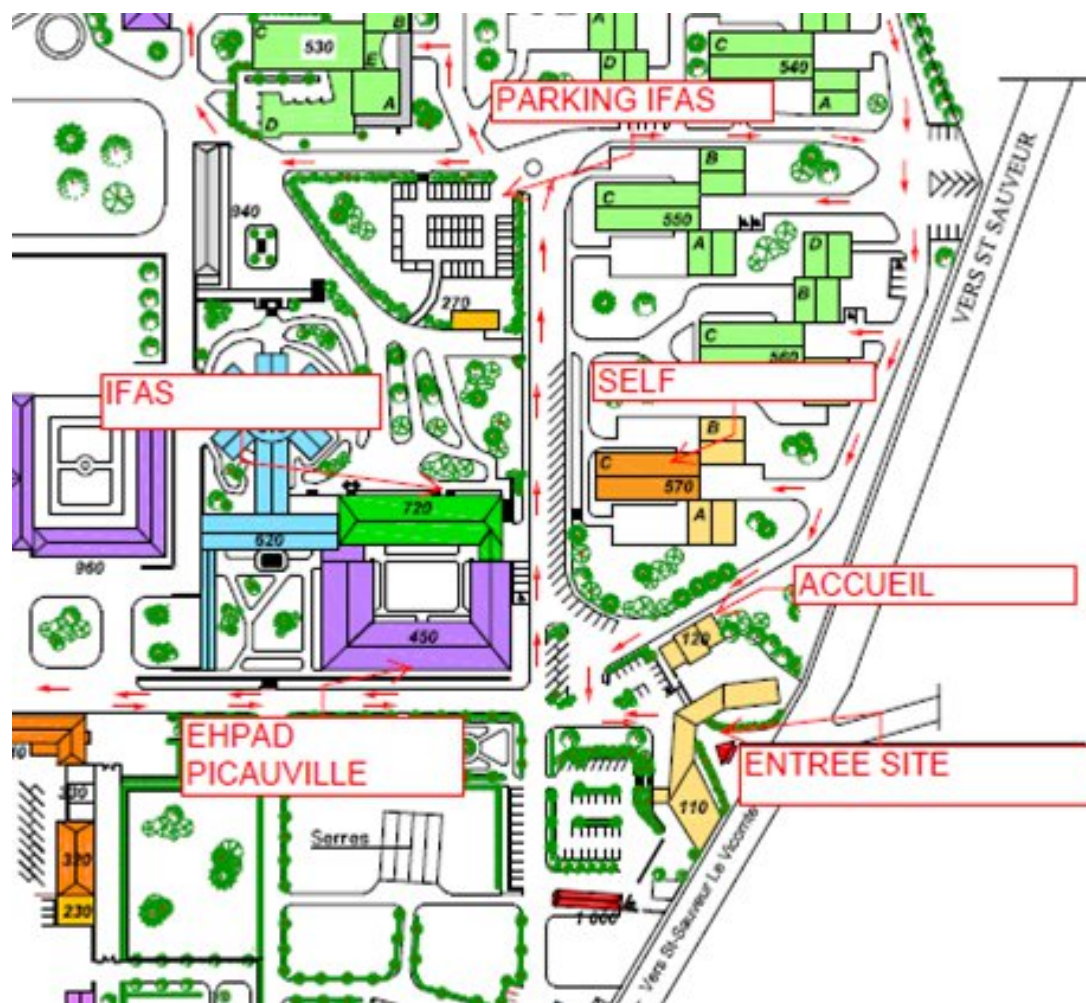 B
C
530
E
A
D
A
D
C
540
A
PARKING IFAS
B
C
550
A
D
B
940
270
C
560
VERS ST SAUVEUR
IFAS
SELF
B
C
570
A
720
620
960
450
ACCUEIL
120
EHPAD
PICAUVILLE
ENTREE SITE
110
Serres
320
230
1 000
Vers St-Sauveur Le Vicomte